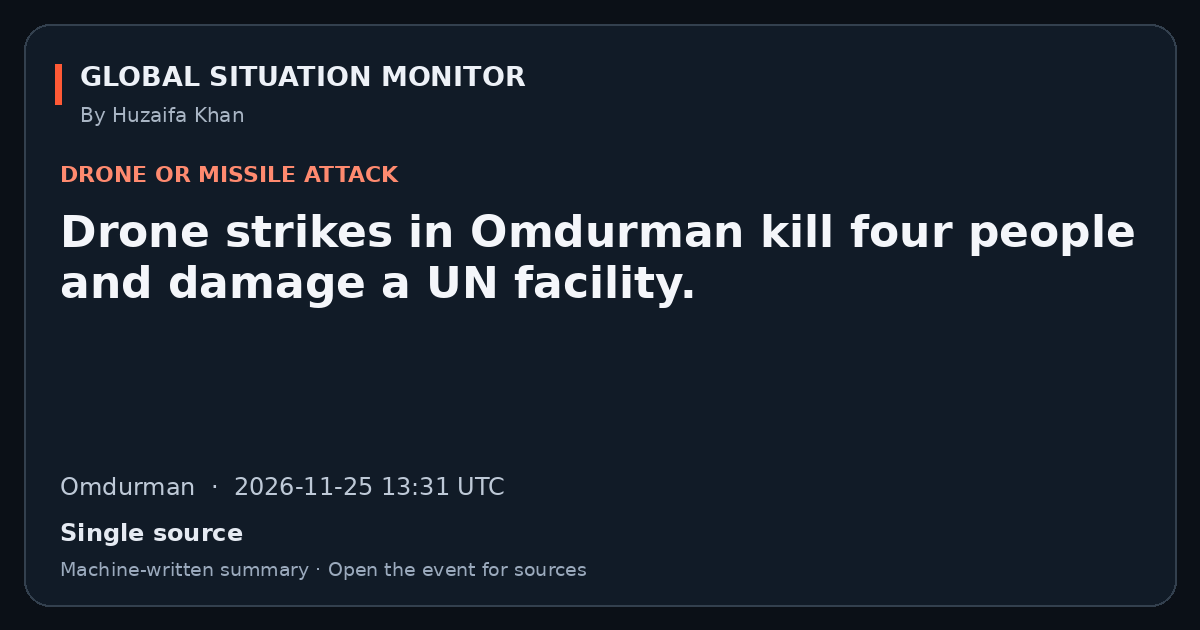 GLOBAL SITUATION MONITOR
By Huzaifa Khan
DRONE OR MISSILE ATTACK
Drone strikes in Omdurman kill four people
and damage a UN facility.
Omdurman · 2026-11-25 13:31 UTC
Single source
Machine-written summary · Open the event for sources